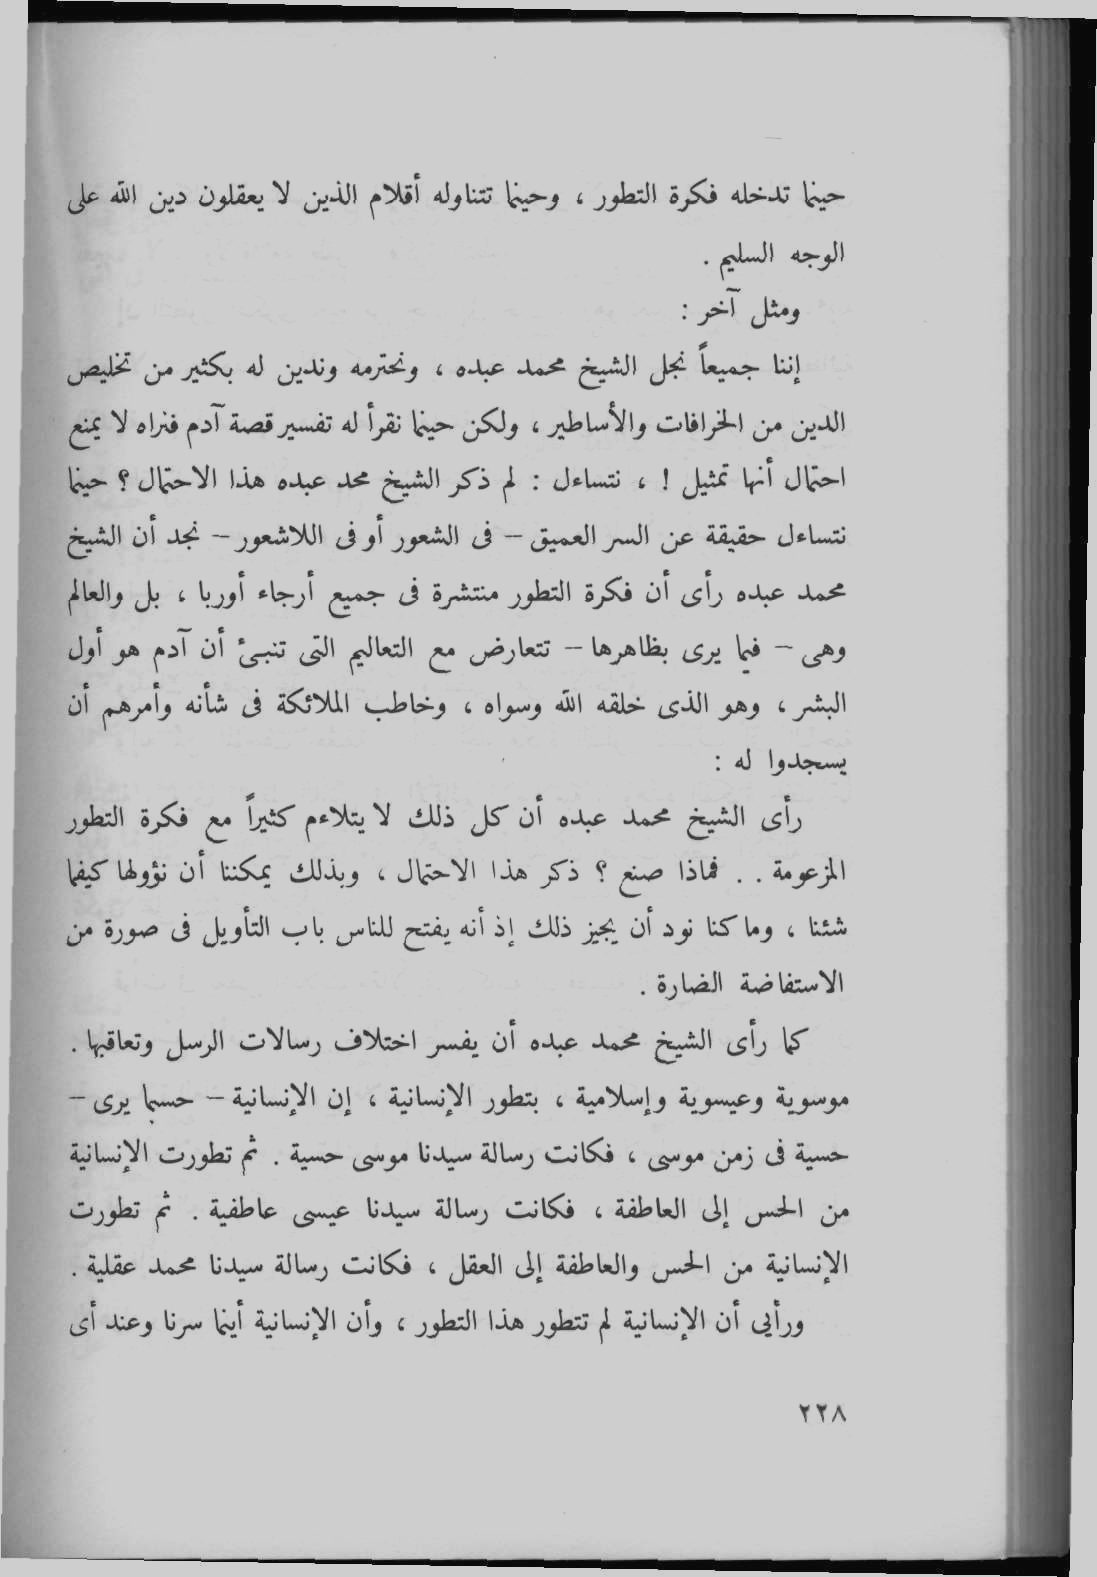 حينما تدخله فكرة التطور ، وحينما تتناوله أقلام الذين لا يعقلون دين الله على
الوجه السليم .
ومثل آخر :
إننا جميعاً نجل الشيخ محمد عبده ، ونحترمه وندين له بكثير من تخليص
الدين من الخرافات والأساطير ، ولكن حينما نقرأ له تفسير قصة آدم فنراه لا يمنع
احتمال أنها تمثيل ! ، نتساءل : لم ذكر الشيخ محمد عبده هذا الاحتمال ؟ حينما
نتساءل حقيقة عن السر العميق – فى الشعور أو فى اللاشعور – نجد أن الشيخ
محمد عبده رأى أن فكرة التطور منتشرة فى جميع أرجاء أوربا ، بل والعالم
وهى – فيما يرى بظاهرها – تتعارض مع التعاليم التى تنبئ أن آدم هو أول
البشر ، وهو الذى خلقه الله وسواه ، وخاطب الملائكة فى شأنه وأمرهم أن
يسجدوا له :
رأى الشيخ محمد عبده أن كل ذلك لا يتلاءم كثيراً مع فكرة التطور
المزعومة . . فماذا صنع ؟ ذكر هذا الاحتمال ، وبذلك يمكننا أن نؤولها كيفما
شئنا ، وما كنا نود أن يجيز ذلك إذ أنه يفتح للناس باب التأويل فى صورة من
الاستفاضة الضارة .
كما رأى الشيخ محمد عبده أن يفسر اختلاف رسالات الرسل وتعاقبها .
موسوية وعيسوية وإسلامية ، بتطور الإنسانية ، إن الإنسانية – حسبما يرى –
حسية فى زمن موسى ، فكانت رسالة سيدنا موسى حسية . ثم تطورت الإنسانية
من الحس إلى العاطفة ، فكانت رسالة سيدنا عيسى عاطفية . ثم تطورت
الإنسانية من الحس والعاطفة إلى العقل ، فكانت رسالة سيدنا محمد عقلية .
ورأيى أن الإنسانية لم تتطور هذا التطور ، وأن الإنسانية أينما سرنا وعند أى
٢٢٨